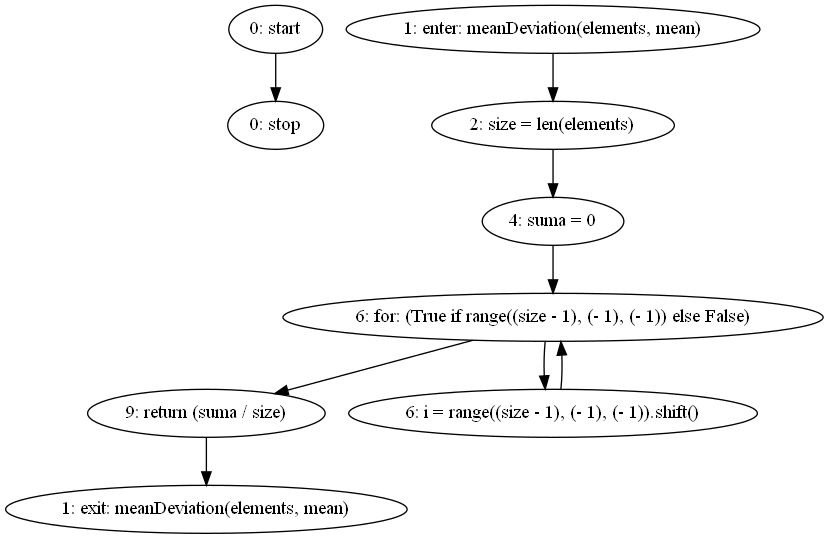 0: start
1: enter: meanDeviation(elements, mean)
0: stop
2: size = len(elements)
4: suma = 0
6: for: (True if range((size - 1), (- 1), (- 1)) else False)
9: return (suma / size)
6: i = range((size - 1), (- 1), (- 1)).shift()
1: exit: meanDeviation(elements, mean)